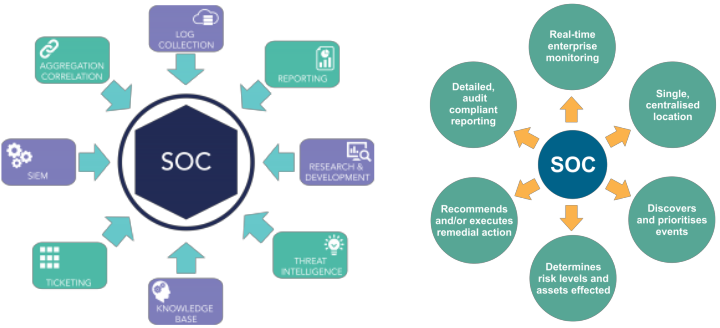 LOG
COLLECTION
AGGREGATION
CORRELATION
REPORTING
SOC
SIEM
RESEARCH &
DEVELOPMENT
TICKETING
THREAT
INTELLIGENCE
KNOWLEDGE
BASE
Real-time
enterprise
monitoring
Detailed,
audit
compliant
reporting
Single,
centralised
location
SOC
Recommends
and/or executes
remedial action
Discovers
and prioritises
events
Determines
risk levels and
assets effected